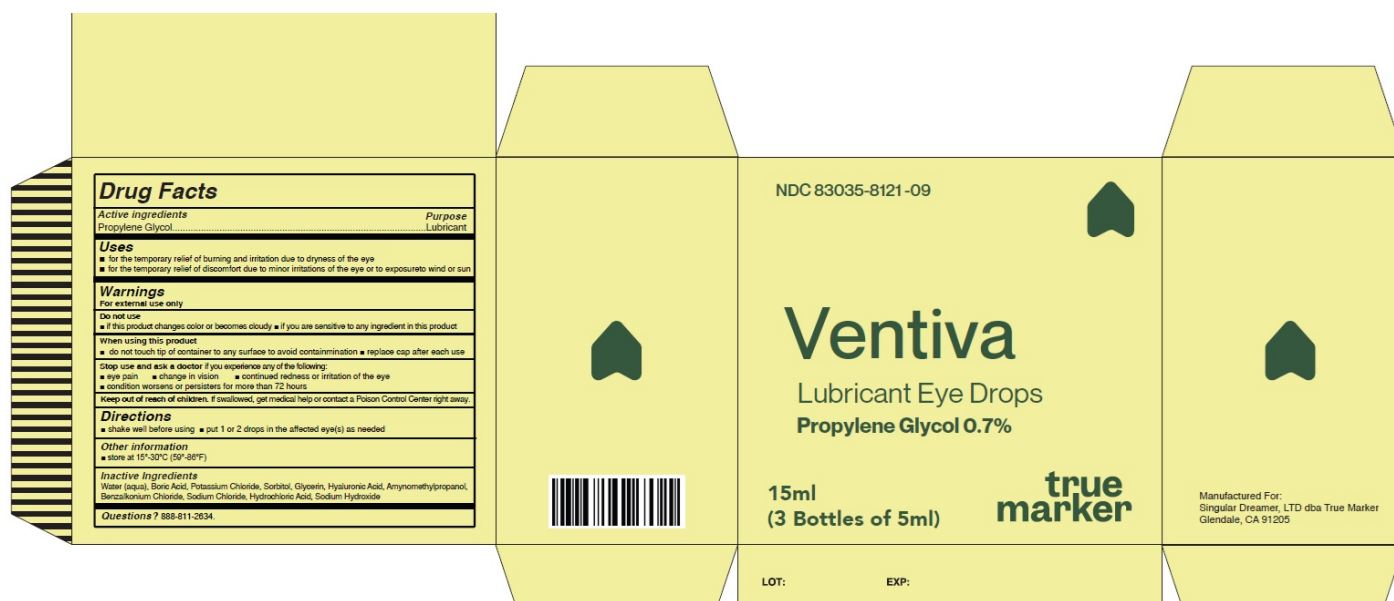 Drug Facts
Active ingredients Purpose
Propylene Glycol..........................................................................................Lubricant
Uses
■ for the temporary relief of burning and irritation due to dryness of the eye
■ for the temporary relief of discomfort due to minor irritations of the eye or to exposureto wind or sun
Warnings
For external use only
Do not use
■ if this product changes color or becomes cloudy ■ if you are sensitive to any ingredient in this product
When using this product
■ do not touch tip of container to any surface to avoid containmination ■ replace cap after each use
Stop use and ask a doctor if you experience any of the following:
■ eye pain ■ change in vision ■ continued redness or irritation of the eye
■ condition worsens or persisters for more than 72 hours
Keep out of reach of children. If swallowed, get medical help or contact a Poison Control Center right away.
Directions
■ shake well before using ■ put 1 or 2 drops in the affected eye(s) as needed
Other information
■ store at 15°-30°C (59°-86°F)
Inactive Ingredients
Water (aqua), Boric Acid, Potassium Chloride, Sorbitol, Glycerin, Hyaluronic Acid, Amynomethylpropanol,
Benzalkonium Chloride, Sodium Chloride, Hydrochloric Acid, Sodium Hydroxide
Questions? 888-811-2634.
NDC 83035-8121-09
Ventiva
Lubricant Eye Drops
Propylene Glycol 0.7%
15ml
(3 Bottles of 5ml)
true
marker
LOT: EXP:
Manufactured For:
Singular Dreamer, LTD dba True Marker
Glendale, CA 91205